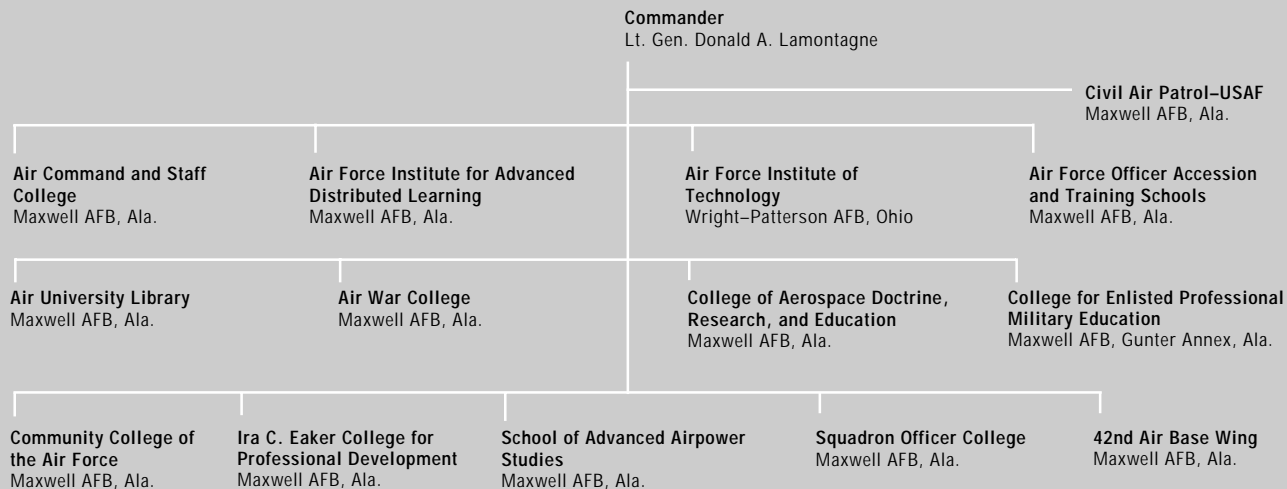 Commander
Lt. Gen. Donald A. Lamontagne
Civil Air Patrol–USAF
Maxwell AFB, Ala.
Air Command and Staff
College
Maxwell AFB, Ala.
Air Force Institute for Advanced
Distributed Learning
Maxwell AFB, Ala.
Air Force Institute of
Technology
Wright–Patterson AFB, Ohio
Air Force Officer Accession
and Training Schools
Maxwell AFB, Ala.
Air University Library
Maxwell AFB, Ala.
Air War College
Maxwell AFB, Ala.
College of Aerospace Doctrine,
Research, and Education
Maxwell AFB, Ala.
College for Enlisted Professional
Military Education
Maxwell AFB, Gunter Annex, Ala.
Community College of
the Air Force
Maxwell AFB, Ala.
Ira C. Eaker College for
Professional Development
Maxwell AFB, Ala.
School of Advanced Airpower
Studies
Maxwell AFB, Ala.
Squadron Officer College
Maxwell AFB, Ala.
42nd Air Base Wing
Maxwell AFB, Ala.